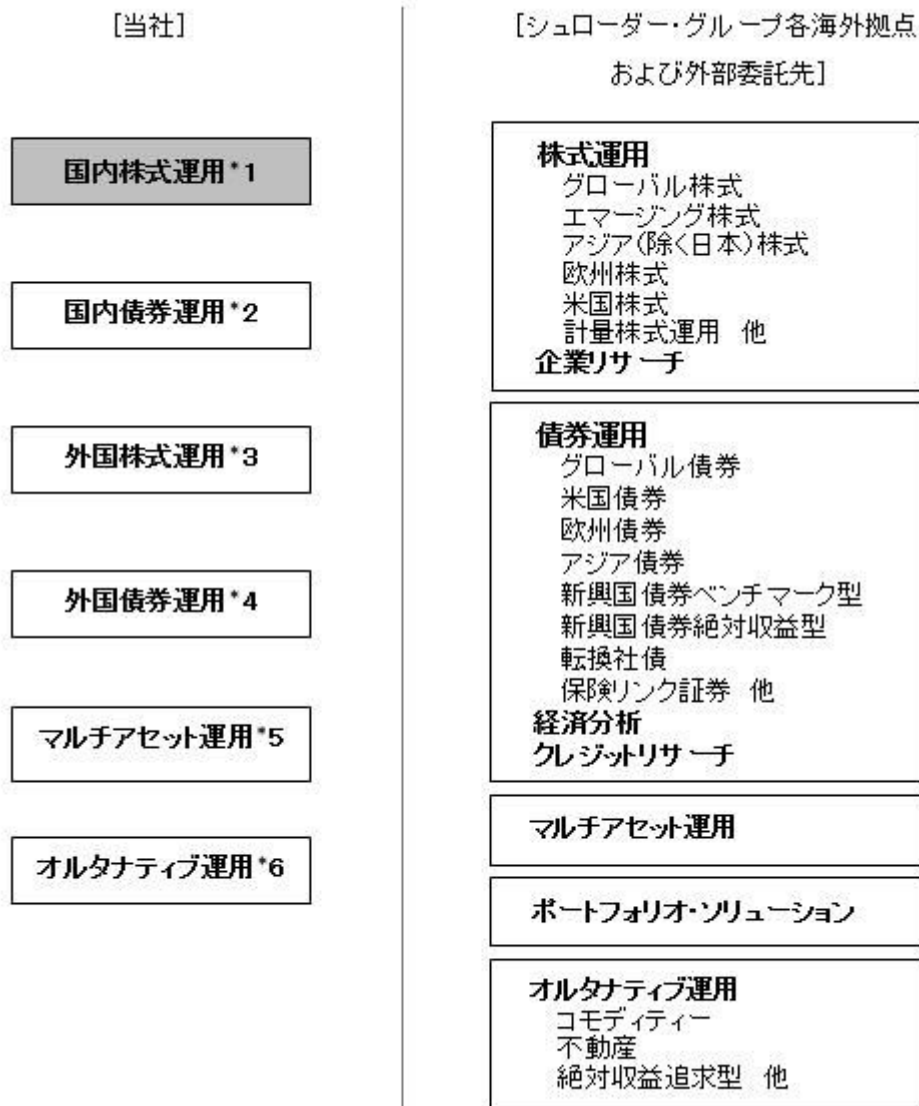 [当社]
国内株式運用*1
国内債券運用*2
外国株式運用*3
外国債券運用*4
マルチアセット運用*5
オルタナティブ運用*6
[シュローダー・グループ各海外拠点
および外部委託先]
株式運用
グローバル株式
エマージング株式
アジア(除く日本)株式
欧州株式
米国株式
計量株式運用 他
企業リサーチ
債券運用
グローバル債券
米国債券
欧州債券
アジア債券
新興国債券ベンチマーク型
新興国債券絶対収益型
転換社債
保険リンク証券 他
経済分析
クレジットリサーチ
マルチアセット運用
ポートフォリオ・ソリューション
オルタナティブ運用
コモディティー
不動産
絶対収益追求型 他